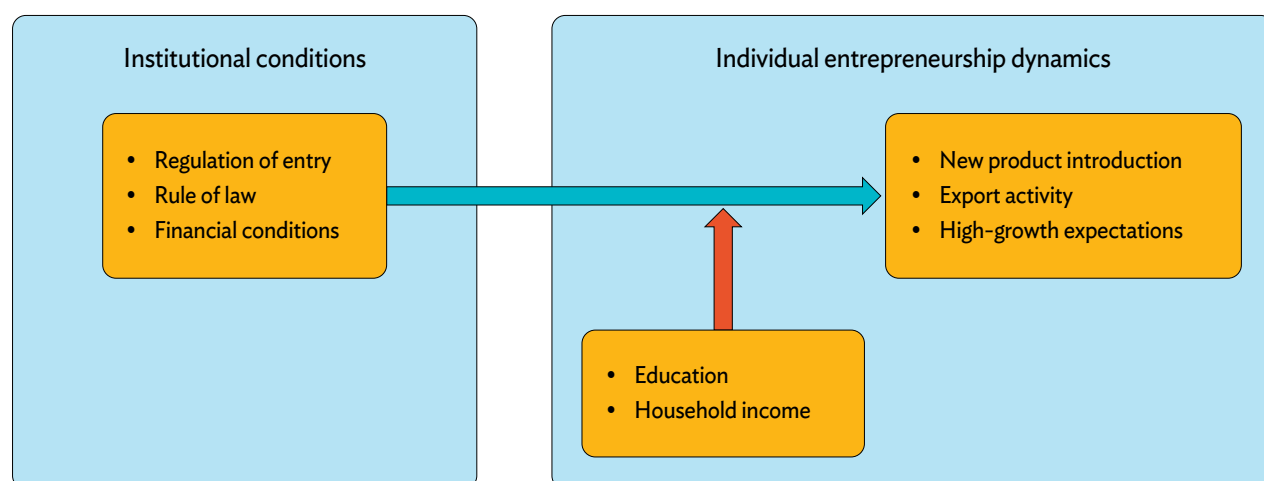 Institutional conditions
• Regulation of entry
• Rule of law
• Financial conditions
Individual entrepreneurship dynamics
• New product introduction
• Export activity
• High-growth expectations
• Education
• Household income